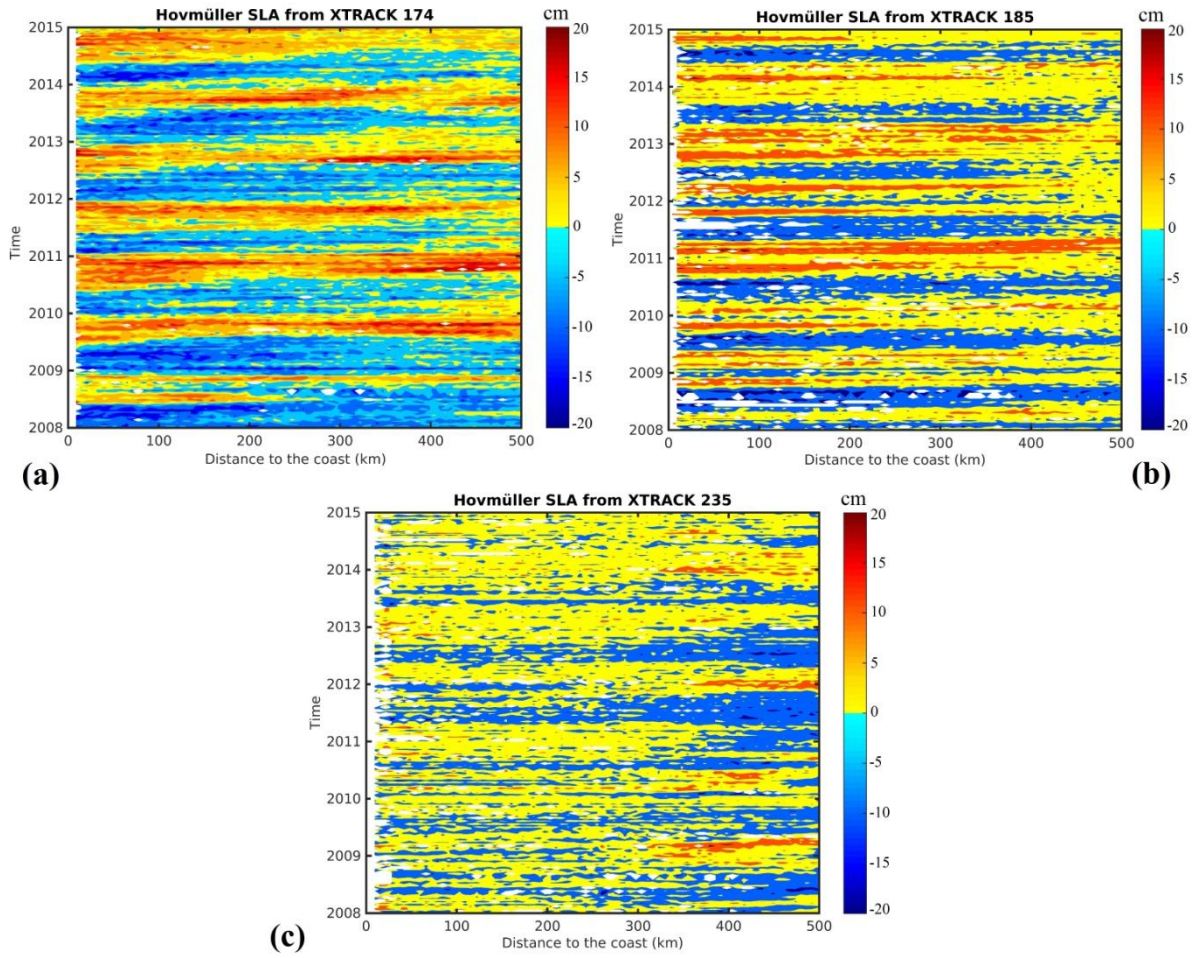 Hovmüller SLA from XTRACK 174
cm
2015
2014
2013
2012
2011
2010
2009
2008
Time
0 100 200 300 400 500
Distance to the coast (km)
20
15
10
5
0
-5
-10
-15
-20
(a)
Hovmüller SLA from XTRACK 185
cm
2015
2014
2013
2012
2011
2010
2009
2008
Time
0 100 200 300 400 500
Distance to the coast (km)
20
15
10
5
0
-5
-10
-15
-20
(b)
Hovmüller SLA from XTRACK 235
cm
2015
2014
2013
2012
2011
2010
2009
2008
Time
0 100 200 300 400 500
Distance to the coast (km)
20
15
10
5
0
-5
-10
-15
-20
(c)